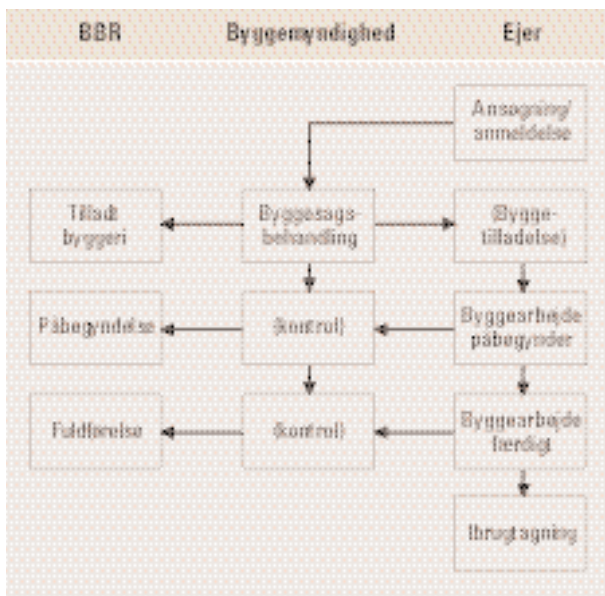 BBR Byggemyndighed Ejer
Ansøgning/
anmeldelse
Tilladt Byggesags- (Bygge-
byggeri behandling tilladelse)
Påbegyndelse (kontrol) Byggearbejde
påbegynder
Fuldførelse (kontrol) Byggearbejde
færdigt
Ibrugtagning